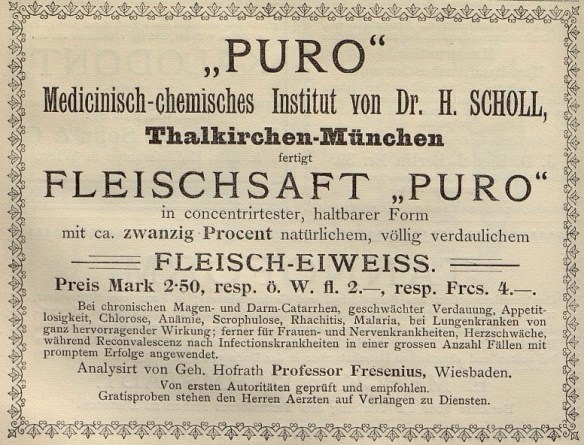 „PURO“
Medicinisch-chemisches Institut von Dr. H. SCHOLL,
Thalkirchen-München
fertigt
FLEISCHSAFT „PURO“
in concentrirtester, haltbarer Form
mit ca. zwanzig Procent natürlichem, völlig verdaulichem
FLEISCH-EIWEISS.
Preis Mark 2·50, resp. ö. W. fl. 2.—, resp. Frcs. 4.—.
Bei chronischen Magen- und Darm-Catarrhen, geschwächter Verdauung, Appetit-
losigkeit, Chlorose, Anämie, Scrophulose, Rhachitis, Malaria, bei Lungenkranken von
ganz hervorragender Wirkung; ferner für Frauen- und Nervenkrankheiten, Herzschwäche,
während Reconvalescenz nach Infectionskrankheiten in einer grossen Anzahl Fällen mit
promptem Erfolge angewendet.
Analysirt von Geh. Hofrath Professor Fresenius, Wiesbaden.
Von ersten Autoritäten geprüft und empfohlen.
Gratisproben stehen den Herren Aerzten auf Verlangen zu Diensten.